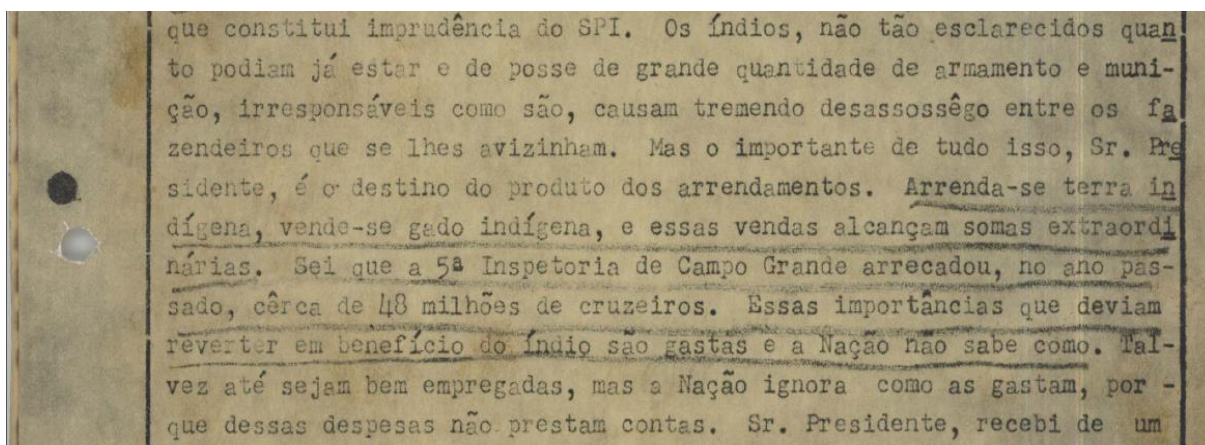 que constitui imprudência do SPI. Os índios, não tão esclarecidos quan
to podiam já estar e de posse de grande quantidade de armamento e muni-
ção, irresponsáveis como são, causam tremendo desassossêgo entre os fa
zendeiros que se lhes avizinham. Mas o importante de tudo isso, Sr. Pre
sidente, é o destino do produto dos arrendamentos. Arrenda-se terra in
dígena, vende-se gado indígena, e essas vendas alcançam somas extraordi
nárias. Sei que a 5ª Inspetoria de Campo Grande arrecadou, no ano pas-
sado, cêrca de 48 milhões de cruzeiros. Essas importâncias que deviam
reverter em benefício do índio são gastas e a Nação não sabe como. Tal-
vez até sejam bem empregadas, mas a Nação ignora como as gastam, por -
que dessas despesas não prestam contas. Sr. Presidente, recebi de um